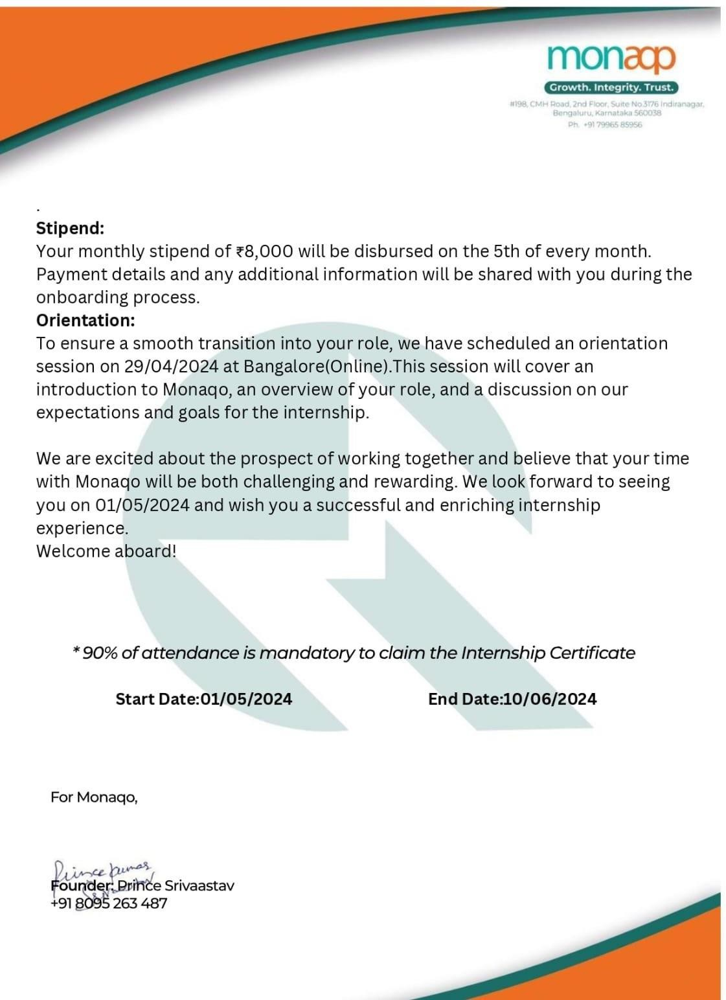 monaqo
Growth. Integrity. Trust.
#198, CMH Road, 2nd Floor, Suite No.3176 Indiranagar,
Bengaluru, Karnataka 560038
Ph. +91 79965 85956
.
Stipend:
Your monthly stipend of ₹8,000 will be disbursed on the 5th of every month.
Payment details and any additional information will be shared with you during the
onboarding process.
Orientation:
To ensure a smooth transition into your role, we have scheduled an orientation
session on 29/04/2024 at Bangalore(Online).This session will cover an
introduction to Monaqo, an overview of your role, and a discussion on our
expectations and goals for the internship.
We are excited about the prospect of working together and believe that your time
with Monaqo will be both challenging and rewarding. We look forward to seeing
you on 01/05/2024 and wish you a successful and enriching internship
experience.
Welcome aboard!
* 90% of attendance is mandatory to claim the Internship Certificate
Start Date:01/05/2024 End Date:10/06/2024
For Monaqo,
Prince Kumar
Srivaastav
Founder: Prince Srivaastav
+91 8095 263 487